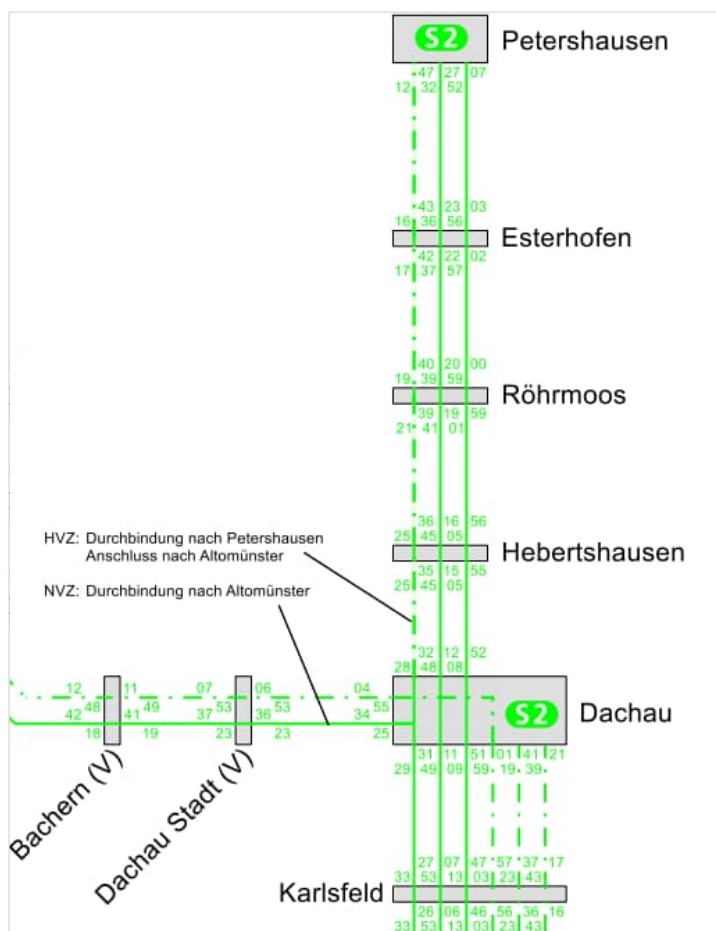 S2 Petershausen
47 27 07
12 32 52
43 23 03
16 36 56
Esterhofen
42 22 02
17 37 57
40 20 00
19 39 59
Röhrmoos
39 19 59
21 41 01
36 16 56
25 45 05
Hebertshausen
35 15 55
25 45 05
HVZ: Durchbindung nach Petershausen
Anschluss nach Altomünster
NVZ: Durchbindung nach Altomünster
32 12 52
28 48 08
12 11 07 06 04
48 49 53 53 55
42 41 37 36 34
18 19 23 23 25
S2 Dachau
Bachern (V)
Dachau Stadt (V)
31 11 51 01 41 21
29 49 09 59 19 39
27 07 47 57 37 17
33 53 13 03 23 43
Karlsfeld
26 06 46 56 36 16
33 53 13 03 23 43